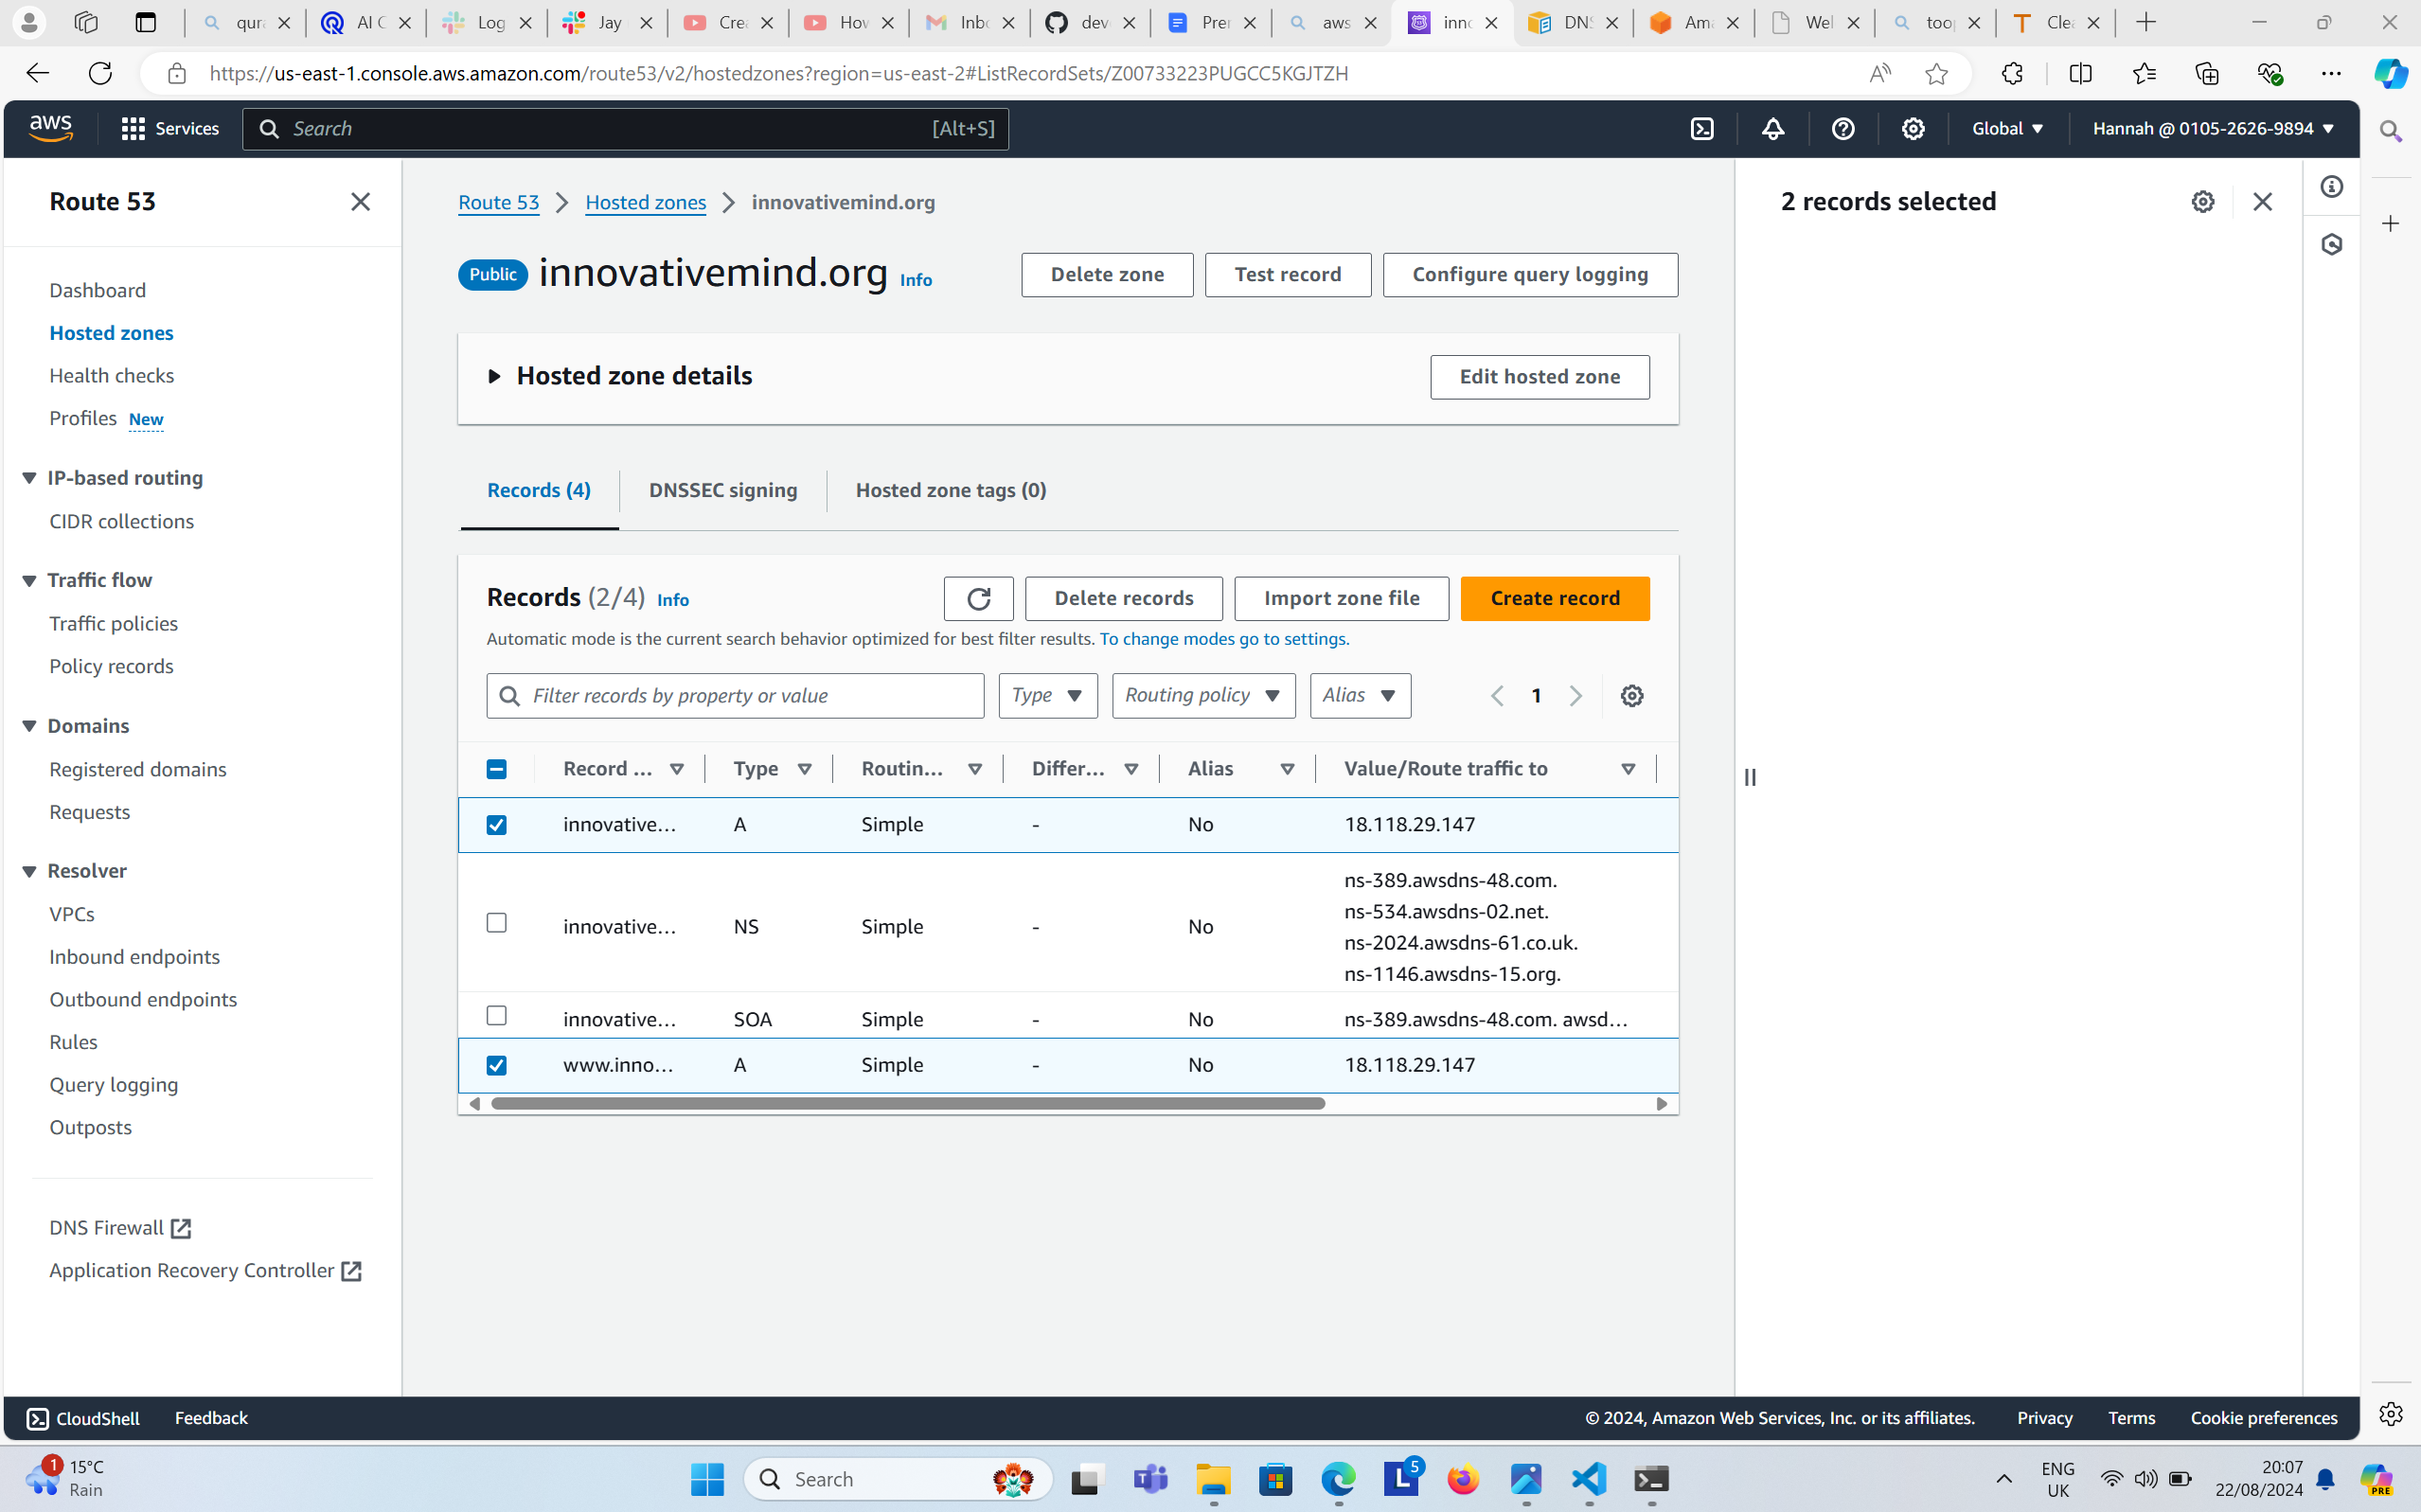 qura
AI C
Log
Jay
Crea
How
Inbo
deve
Prer
aws
inno
DNS
Ama
Wel
toop
Clea
https://us-east-1.console.aws.amazon.com/route53/v2/hostedzones?region=us-east-2#ListRecordSets/Z00733223PUGCC5KGJTZH
aws
Services
Search
[Alt+S]
Global
Hannah @ 0105-2626-9894
Route 53
Dashboard
Hosted zones
Health checks
Profiles New
IP-based routing
CIDR collections
Traffic flow
Traffic policies
Policy records
Domains
Registered domains
Requests
Resolver
VPCs
Inbound endpoints
Outbound endpoints
Rules
Query logging
Outposts
DNS Firewall
Application Recovery Controller
Route 53 > Hosted zones > innovativemind.org
Public innovativemind.org Info
Delete zone
Test record
Configure query logging
Hosted zone details
Edit hosted zone
Records (4)
DNSSEC signing
Hosted zone tags (0)
Records (2/4) Info
Delete records
Import zone file
Create record
Automatic mode is the current search behavior optimized for best filter results. To change modes go to settings.
Filter records by property or value
Type
Routing policy
Alias
1
Record ... Type Routin... Differ... Alias Value/Route traffic to
innovative... A Simple - No 18.118.29.147
innovative... NS Simple - No
ns-389.awsdns-48.com.
ns-534.awsdns-02.net.
ns-2024.awsdns-61.co.uk.
ns-1146.awsdns-15.org.
innovative... SOA Simple - No ns-389.awsdns-48.com. awsd...
www.inno... A Simple - No 18.118.29.147
2 records selected
CloudShell
Feedback
© 2024, Amazon Web Services, Inc. or its affiliates.
Privacy
Terms
Cookie preferences
1
15°C
Rain
Search
T
L
5
ENG
UK
20:07
22/08/2024
PRE